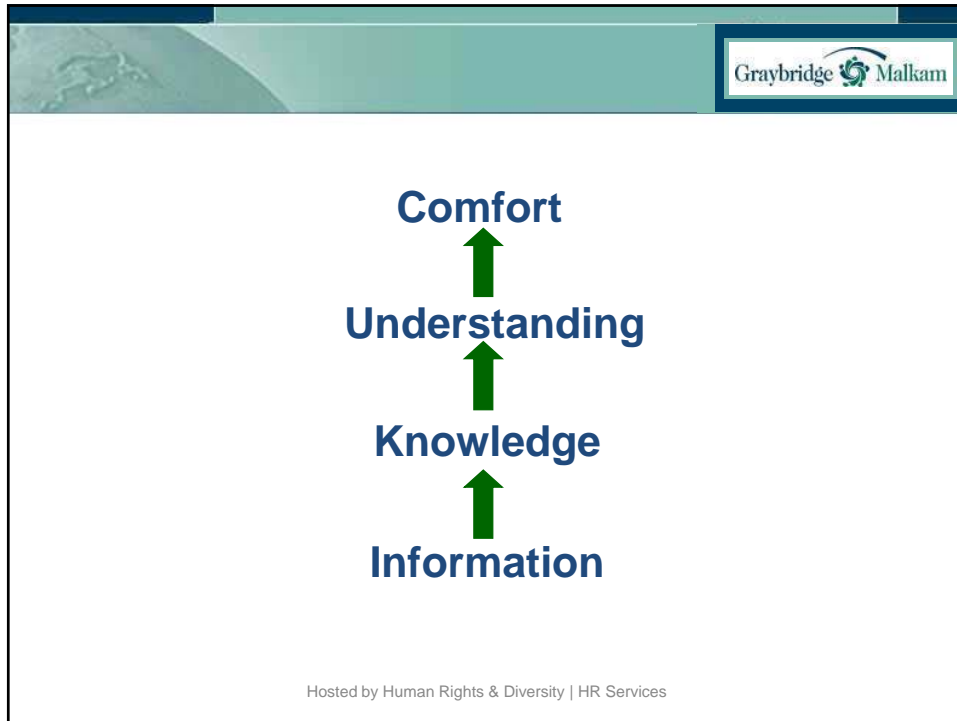 Graybridge Malkam
Comfort
Understanding
Knowledge
Information
Hosted by Human Rights & Diversity | HR Services